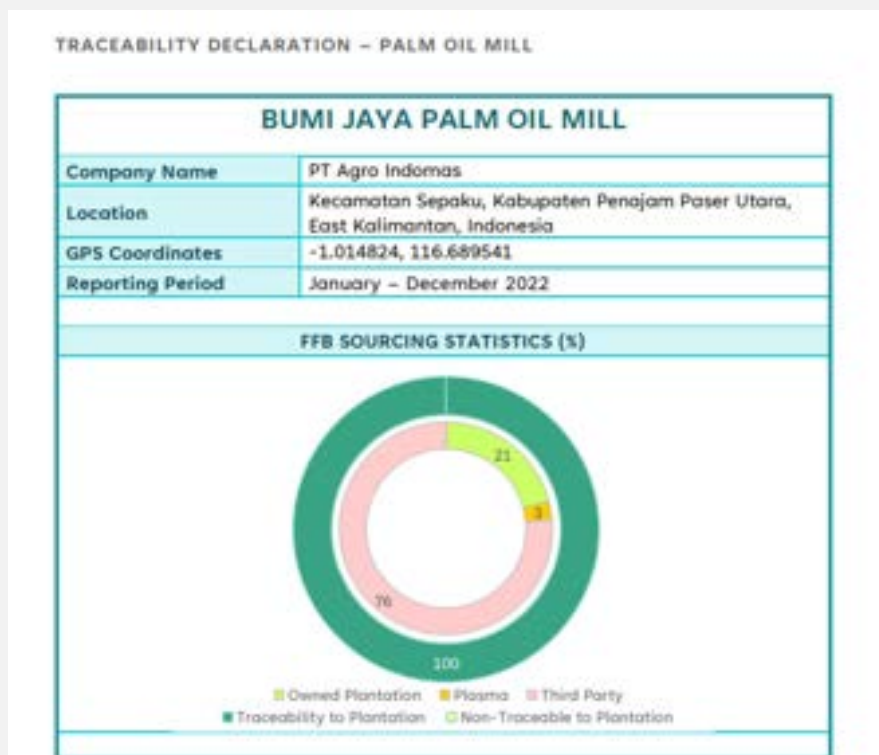 TRACEABILITY DECLARATION – PALM OIL MILL
BUMI JAYA PALM OIL MILL
Company Name
PT Agro Indomas
Location
Kecamatan Sepaku, Kabupaten Penajam Paser Utara,
East Kalimantan, Indonesia
GPS Coordinates
-1.014824, 116.689541
Reporting Period
January – December 2022
FFB SOURCING STATISTICS (%)
21
3
76
100
Owned Plantation Plasma Third Party
Traceability to Plantation Non-Traceable to Plantation